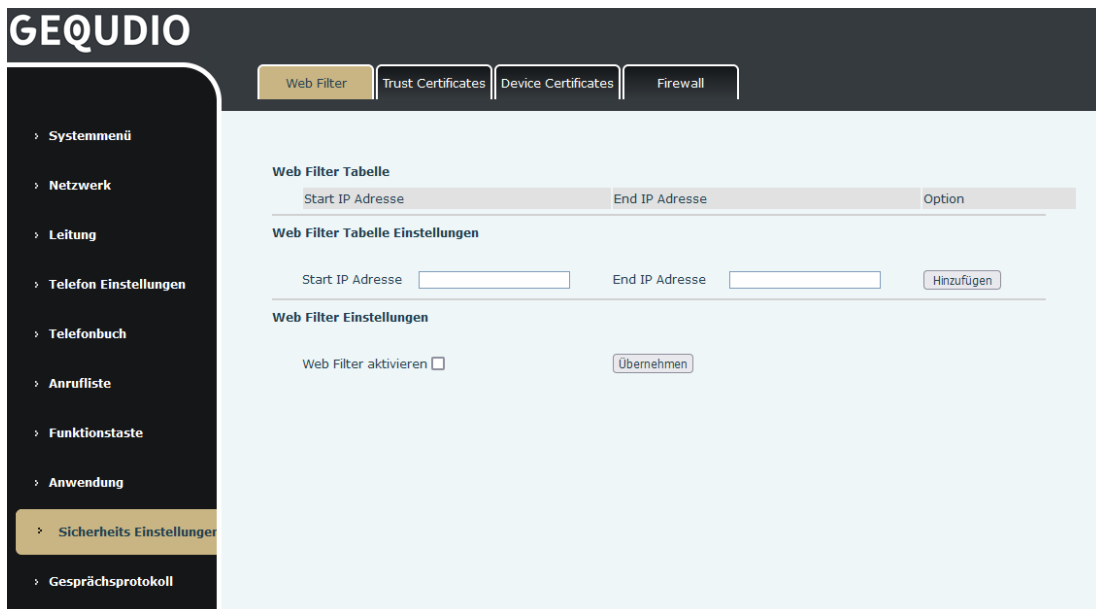 GEQUDIO
Web Filter
Trust Certificates
Device Certificates
Firewall
Systemmenü
Netzwerk
Leitung
Telefon Einstellungen
Telefonbuch
Anrufliste
Funktionstaste
Anwendung
Sicherheits Einstellungen
Gesprächsprotokoll
Web Filter Tabelle
Start IP Adresse End IP Adresse Option
Web Filter Tabelle Einstellungen
Start IP Adresse End IP Adresse Hinzufügen
Web Filter Einstellungen
Web Filter aktivieren Übernehmen